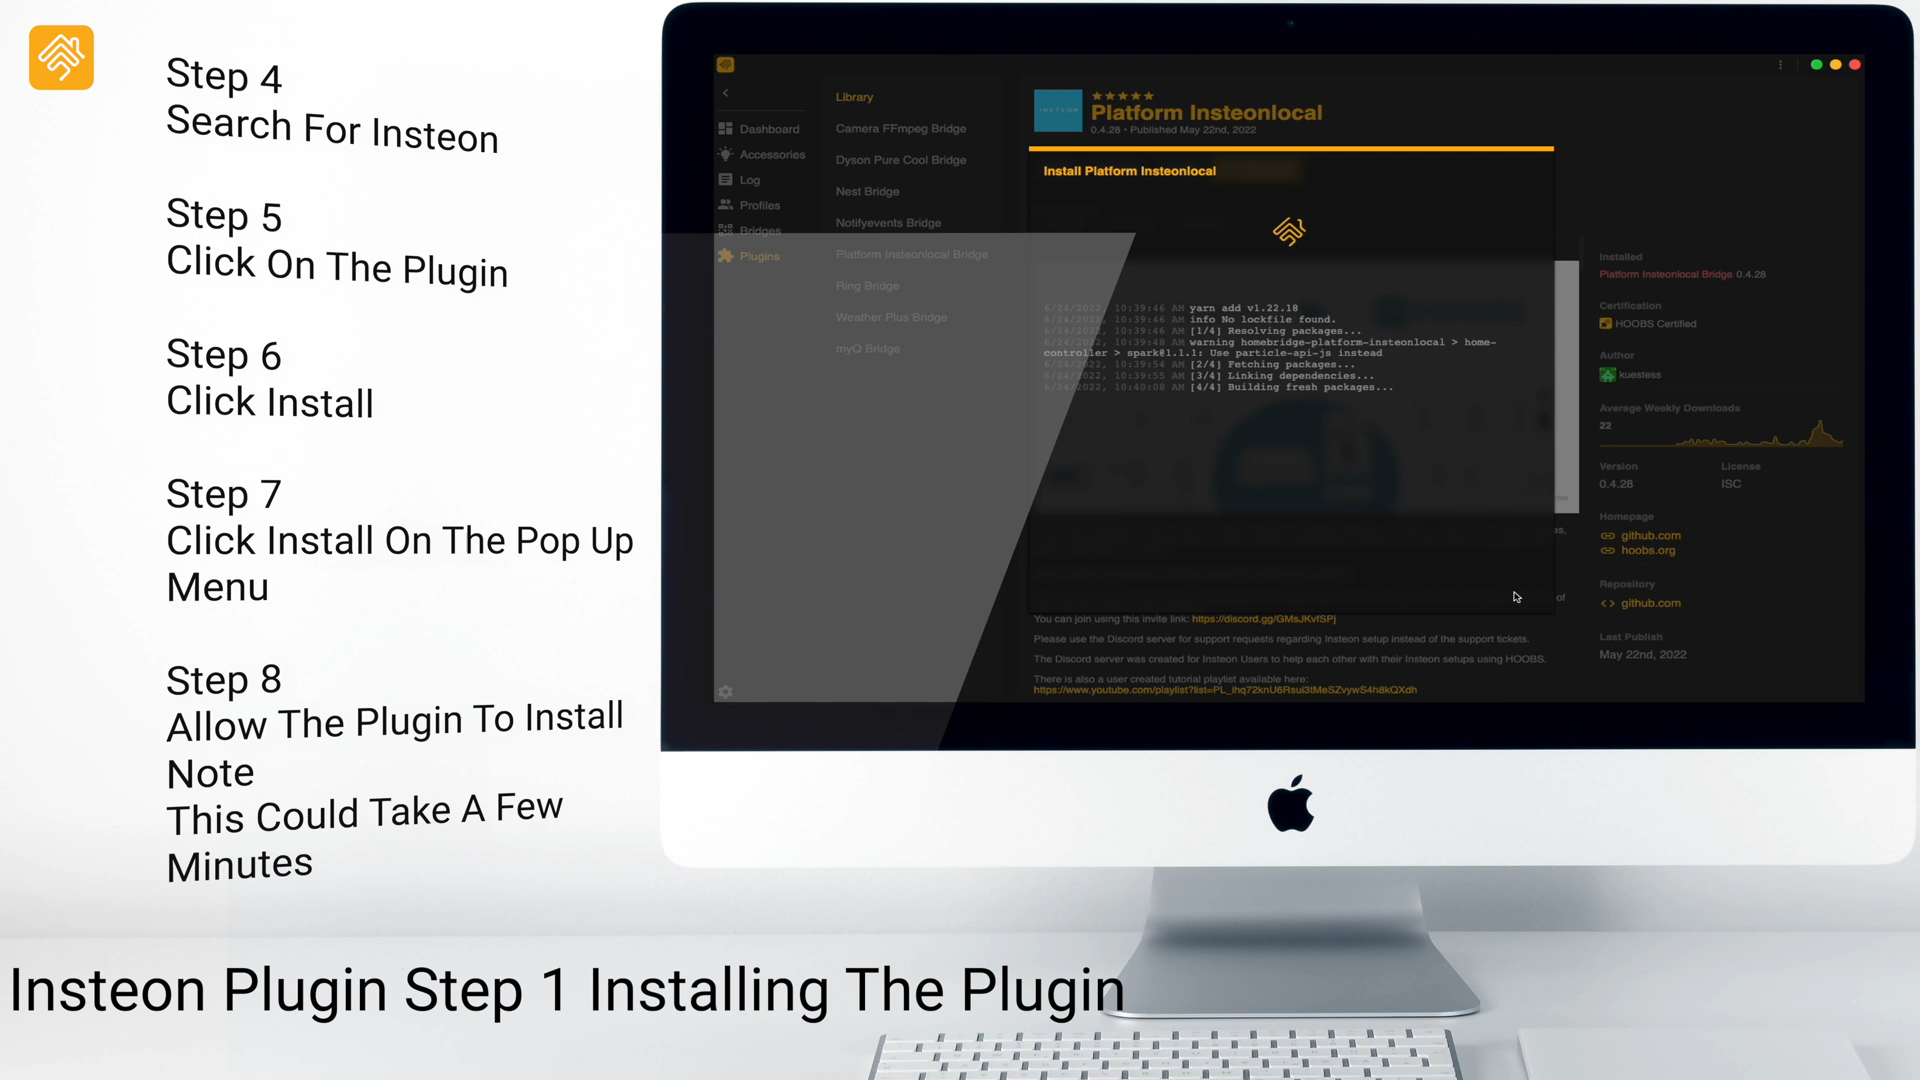 Step 4
Search For Insteon
Step 5
Click On The Plugin
Step 6
Click Install
Step 7
Click Install On The Pop Up
Menu
Step 8
Allow The Plugin To Install
Note
This Could Take A Few
Minutes
Insteon Plugin Step 1 Installing The Plugin
Dashboard
Accessories
Log
Profiles
Bridges
Plugins
Library
Camera FFmpeg Bridge
Dyson Pure Cool Bridge
Nest Bridge
Notifyevents Bridge
Platform Insteonlocal Bridge
Ring Bridge
Weather Plus Bridge
myQ Bridge
INSTEON
Platform Insteonlocal
0.4.28 • Published May 22nd, 2022
Install Platform Insteonlocal
6/24/2022, 10:39:46 AM yarn add v1.22.18
6/24/2022, 10:39:46 AM info No lockfile found.
6/24/2022, 10:39:46 AM [1/4] Resolving packages...
6/24/2022, 10:39:48 AM warning homebridge-platform-insteonlocal > home-
controller > spark@1.1.1: Use particle-api-js instead
6/24/2022, 10:39:54 AM [2/4] Fetching packages...
6/24/2022, 10:39:55 AM [3/4] Linking dependencies...
6/24/2022, 10:40:08 AM [4/4] Building fresh packages...
of
You can join using this invite link: https://discord.gg/GMsJKvfSPj
Please use the Discord server for support requests regarding Insteon setup instead of the support tickets.
The Discord server was created for Insteon Users to help each other with their Insteon setups using HOOBS.
There is also a user created tutorial playlist available here:
https://www.youtube.com/playlist?list=PL_ihq72knU6Rsui3tMeSZvywS4h8kQXdh
Installed
Platform Insteonlocal Bridge 0.4.28
Certification
HOOBS Certified
Author
kuestess
Average Weekly Downloads
22
Version
0.4.28
License
ISC
Homepage
github.com
hoobs.org
Repository
github.com
Last Publish
May 22nd, 2022